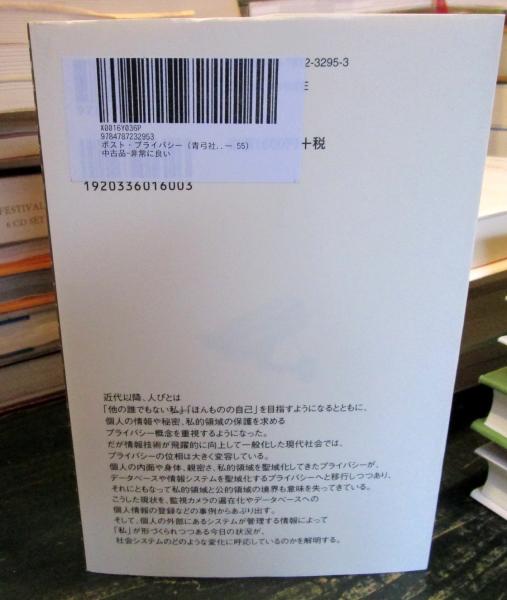 2-3295-3
X0016Y036P
9784787232953
ポスト・プライバシー (青弓社..ー 55)
中古品-非常に良い
十税
1920336016003
FESTIVAL
6 CD SET
近代以降、人びとは
「他の誰でもない私」「ほんものの自己」を目指すようになるとともに、
個人の情報や秘密、私的領域の保護を求める
プライバシー概念を重視するようになった。
だが情報技術が飛躍的に向上して一般化した現代社会では、
プライバシーの位相は大きく変容している。
個人の内面や身体、親密さ、私的領域を聖域化してきたプライバシーが、
データベースや情報システムを聖域化するプライバシーへと移行しつつあり、
それにともなって私的領域と公的領域の境界も意味を失ってきている。
こうした現状を、監視カメラの遍在化やデータベースへの
個人情報の登録などの事例からあぶり出す。
そして、個人の外部にあるシステムが管理する情報によって
「私」が形づくられつつある今日の状況が、
社会システムのどのような変化に呼応しているのかを解明する。